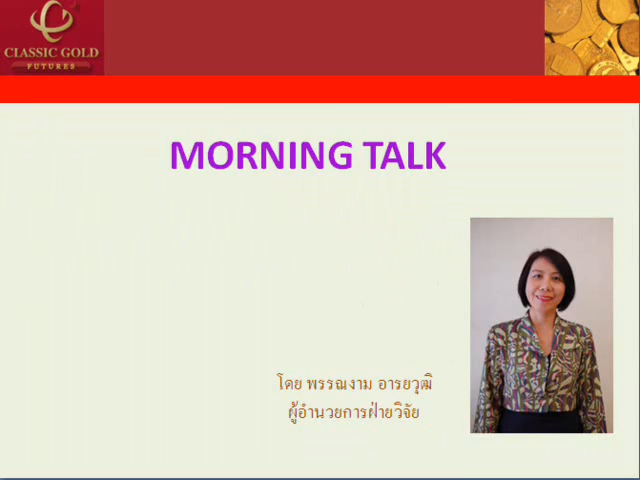 CLASSIC GOLD
FUTURES
MORNING TALK
โดย พรรณงาม อารยวุฒิ
ผู้อำนวยการฝ่ายวิจัย